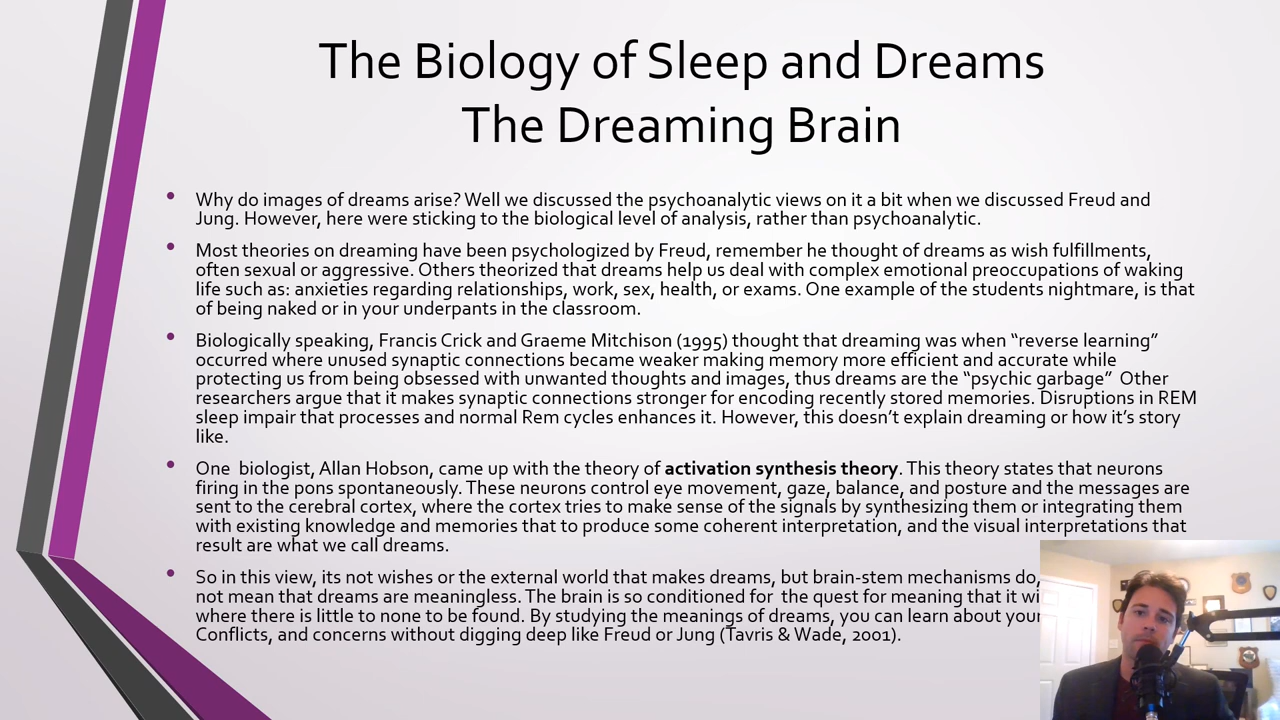 The Biology of Sleep and Dreams
The Dreaming Brain
• Why do images of dreams arise? Well we discussed the psychoanalytic views on it a bit when we discussed Freud and
Jung. However, here were sticking to the biological level of analysis, rather than psychoanalytic.
• Most theories on dreaming have been psychologized by Freud, remember he thought of dreams as wish fulfillments,
often sexual or aggressive. Others theorized that dreams help us deal with complex emotional preoccupations of waking
life such as: anxieties regarding relationships, work, sex, health, or exams. One example of the students nightmare, is that
of being naked or in your underpants in the classroom.
• Biologically speaking, Francis Crick and Graeme Mitchison (1995) thought that dreaming was when “reverse learning”
occurred where unused synaptic connections became weaker making memory more efficient and accurate while
protecting us from being obsessed with unwanted thoughts and images, thus dreams are the “psychic garbage” Other
researchers argue that it makes synaptic connections stronger for encoding recently stored memories. Disruptions in REM
sleep impair that processes and normal Rem cycles enhances it. However, this doesn’t explain dreaming or how it’s story
like.
• One biologist, Allan Hobson, came up with the theory of activation synthesis theory. This theory states that neurons
firing in the pons spontaneously. These neurons control eye movement, gaze, balance, and posture and the messages are
sent to the cerebral cortex, where the cortex tries to make sense of the signals by synthesizing them or integrating them
with existing knowledge and memories that to produce some coherent interpretation, and the visual interpretations that
result are what we call dreams.
• So in this view, its not wishes or the external world that makes dreams, but brain-stem mechanisms do,
not mean that dreams are meaningless. The brain is so conditioned for the quest for meaning that it
where there is little to none to be found. By studying the meanings of dreams, you can learn about
Conflicts, and concerns without digging deep like Freud or Jung (Tavris & Wade, 2001).